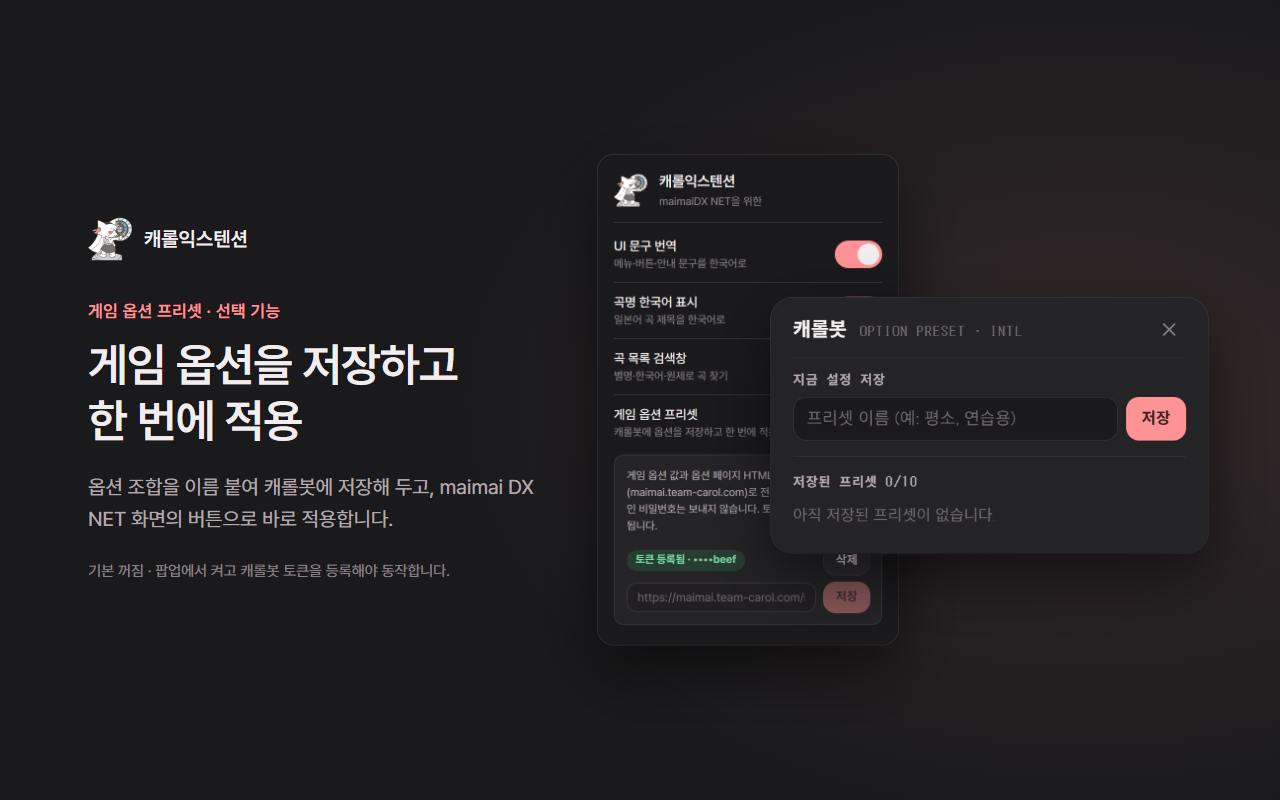 캐롤익스텐션
게임 옵션 프리셋 · 선택 기능
게임 옵션을 저장하고
한 번에 적용
옵션 조합을 이름 붙여 캐롤봇에 저장해 두고, maimai DX
NET 화면의 버튼으로 바로 적용합니다.
기본 꺼짐 · 팝업에서 켜고 캐롤봇 토큰을 등록해야 동작합니다.
캐롤익스텐션
maimaiDX NET을 위한
UI 문구 번역
메뉴·버튼·안내 문구를 한국어로
곡명 한국어 표시
일본어 곡 제목을 한국어로
곡 목록 검색창
별명·한국어·원제로 곡 찾기
게임 옵션 프리셋
캐롤봇에 옵션을 저장하고 한 번에
게임 옵션 값과 옵션 페이지 HTML
(maimai.team-carol.com)로 전
인 비밀번호는 보내지 않습니다. 토
됩니다.
토큰 등록됨 · ••••beef
삭제
https://maimai.team-carol.com/
저장
캐롤봇 OPTION PRESET · INTL
지금 설정 저장
프리셋 이름 (예: 평소, 연습용)
저장
저장된 프리셋 0/10
아직 저장된 프리셋이 없습니다